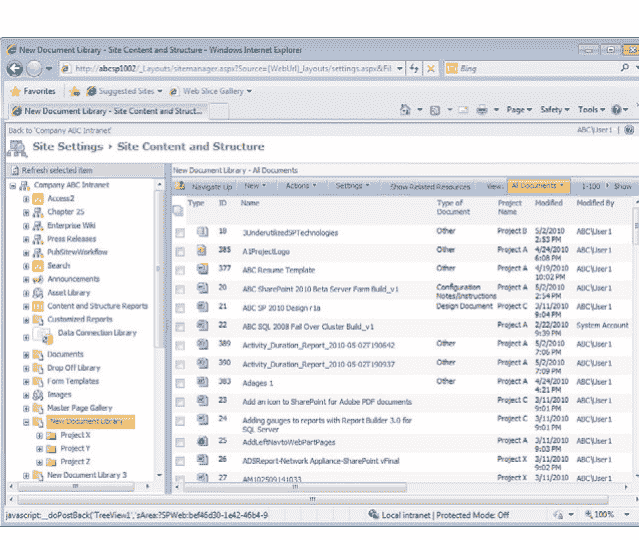 New Document Library - Site Content and Structure - Windows Internet Explorer
http://abcsp1002/_Layouts/sitemanager.aspx?Source={WebUrl}_layouts/settings.aspx&Fil
Bing
Favorites Suggested Sites Web Slice Gallery
New Document Library - Site Content and Struct...
Page Safety Tools
Back to 'Company ABC Intranet' ABC\User1
Site Settings Site Content and Structure
Refresh selected item New Document Library - All Documents
Navigate Up New Actions Settings Show Related Resources View: All Documents 1-100 Show
Type ID Name Type of Document Project Name Modified Modified By
Company ABC Intranet
Access2
Chapter 25
Enterprise Wiki
Press Releases
PubSiteWorkflow
Search
Announcements
Asset Library
Content and Structure Reports
Customized Reports
Data Connection Library
Documents
Drop Off Library
Form Templates
Images
Master Page Gallery
New Document Library
Project X
Project Y
Project Z
New Document Library 3
18 3UnderutilizedSPTechnologies Other Project B 5/2/2010 2:53 PM ABC\User1
385 A1ProjectLogo Other Project A 4/24/2010 6:08 PM ABC\User1
377 ABC Resume Template Other Project A 4/19/2010 10:02 PM ABC\User1
20 ABC SharePoint 2010 Beta Server Farm Build_v1 Configuration Notes/Instructions Project A 5/2/2010 2:54 PM ABC\User1
21 ABC SP 2010 Design r1a Design Document Project C 3/11/2010 9:04 PM ABC\User1
22 ABC SQL 2008 Fail Over Cluster Build_v1 Project A 2/22/2010 9:39 PM System Account
389 Activity_Duration_Report_2010-05-02T190642 Other Project A 5/2/2010 7:06 PM ABC\User1
390 Activity_Duration_Report_2010-05-02T190937 Other Project A 5/2/2010 7:09 PM ABC\User1
383 Adages 1 Other Project A 4/24/2010 4:21 PM ABC\User1
23 Add an icon to SharePoint for Adobe PDF documents Project C 3/11/2010 9:01 PM ABC\User1
24 Adding gauges to reports with Report Builder 3.0 for SQL Server Project C 3/11/2010 9:01 PM ABC\User1
25 AddLeftNavtoWebPartPages Project A 3/11/2010 9:03 PM ABC\User1
26 ADSReport-Network Appliance-SharePoint vFinal Project X 3/11/2010 9:02 PM ABC\User1
27 AM102509141033 Project X 3/11/2010 ABC\User1
javascript:__doPostBack('TreeView1','sArea:?SPWeb:bef46d30-1e42-46b4-9 Local intranet | Protected Mode: Off 100%